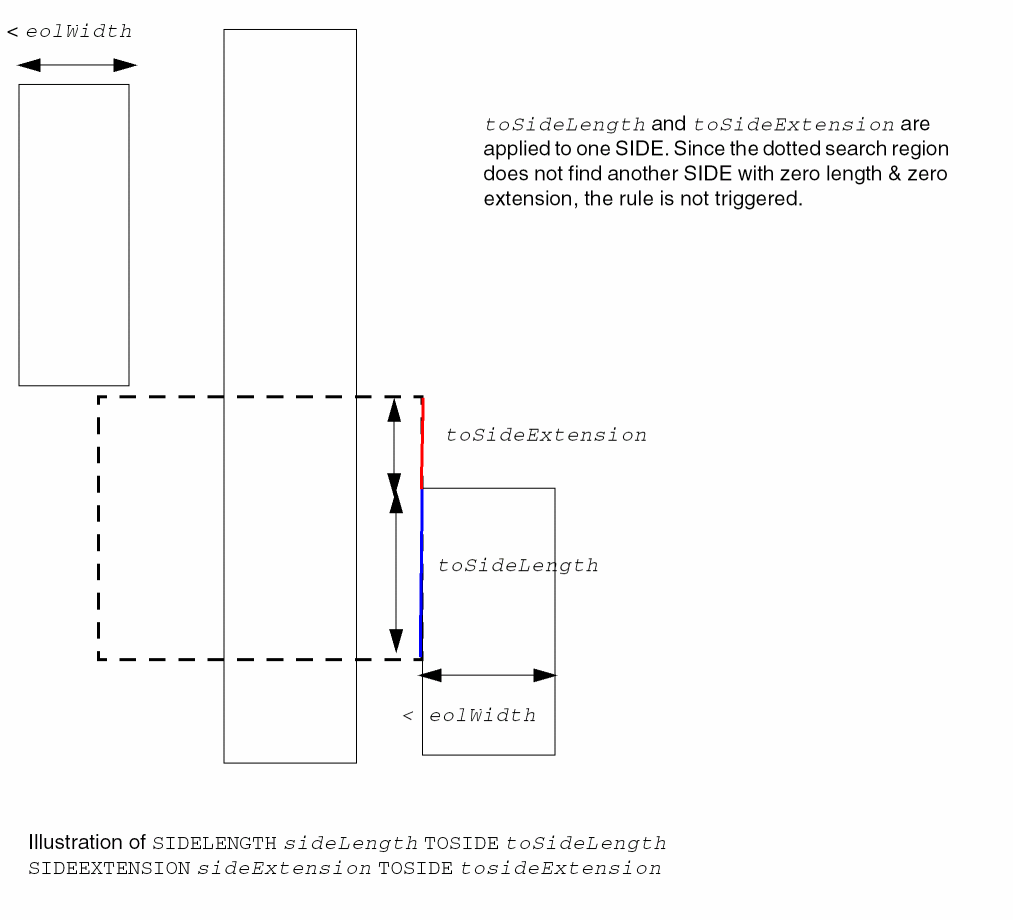 < eolWidth
toSideLength and toSideExtension are
applied to one SIDE. Since the dotted search region
does not find another SIDE with zero length & zero
extension, the rule is not triggered.
toSideExtension
toSideLength
< eolWidth
Illustration of SIDELENGTH sideLength TOSIDE toSideLength
SIDEEXTENSION sideExtension TOSIDE tosideExtension